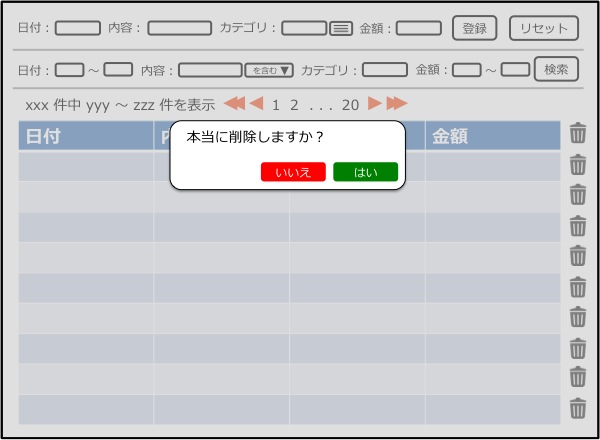 日付： 内容： カテゴリ： 金額： 登録 リセット
日付： ～ 内容： を含む▼ カテゴリ： 金額： ～ 検索
xxx 件中 yyy ～ zzz 件を表示 1 2 ... 20
日付 金額
本当に削除しますか？
いいえ はい